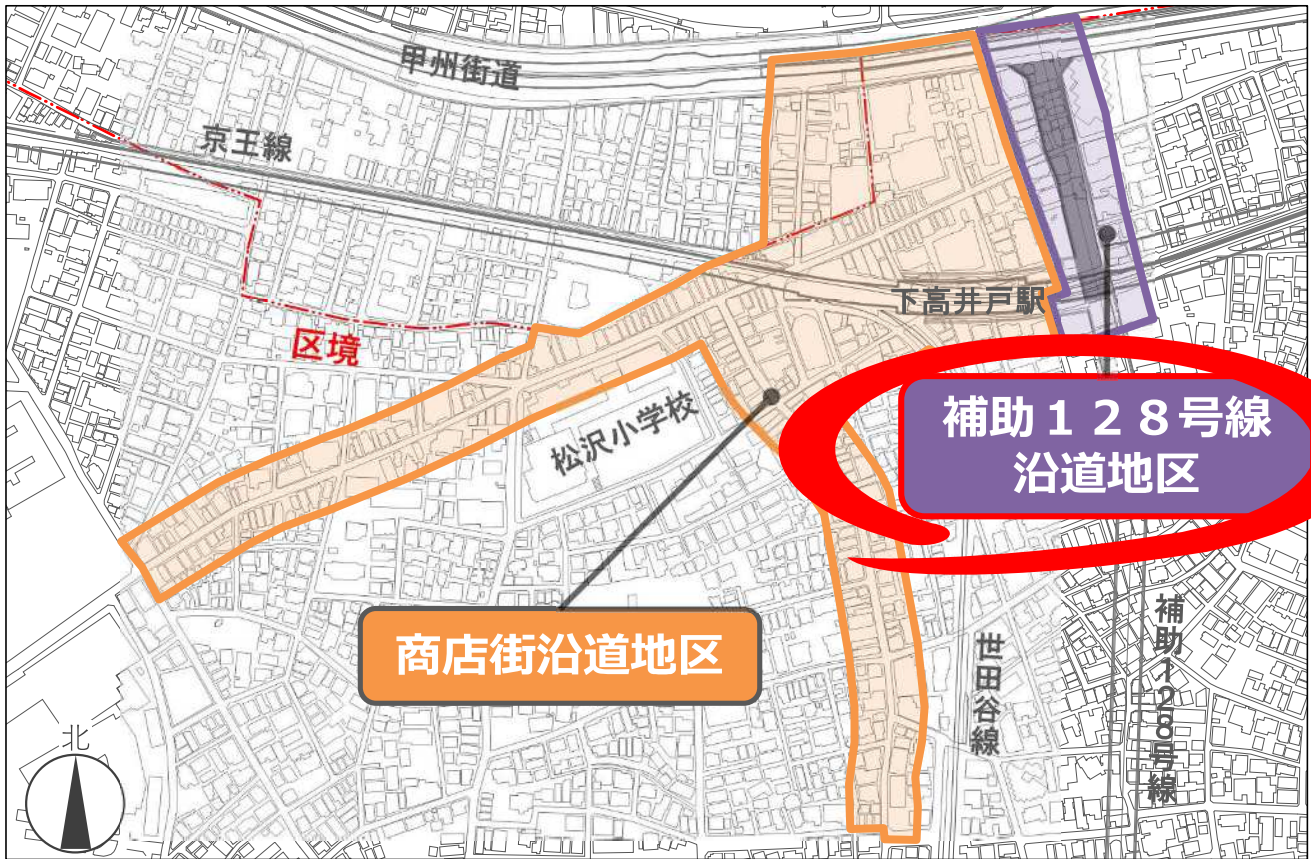 甲州街道
京王線
下高井戸駅
区境
補助128号線
沿道地区
松沢小学校
商店街沿道地区
世田谷線
補助128号線
北